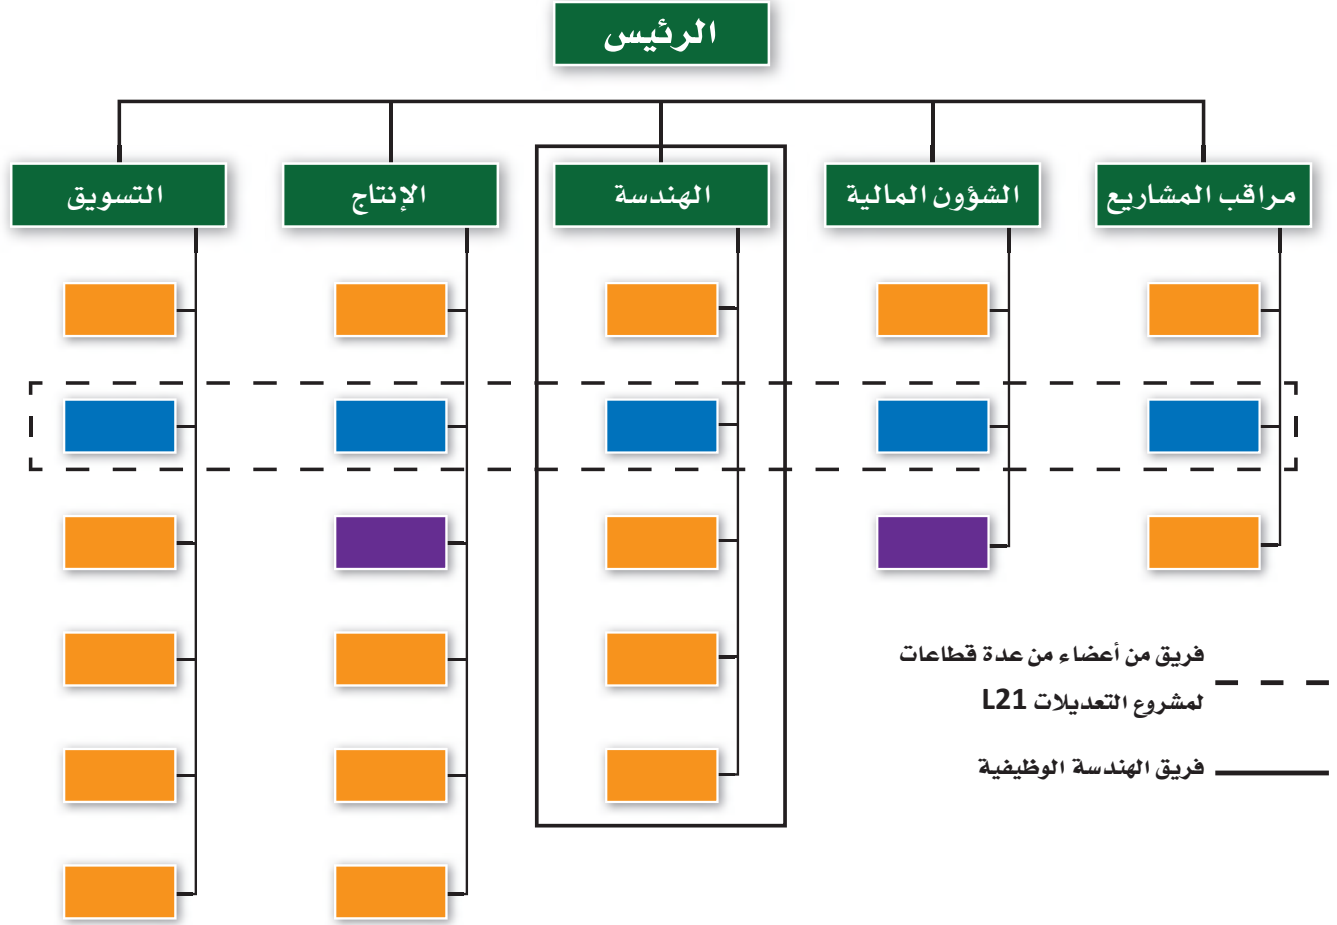 الرئيس
مراقب المشاريع
الشؤون المالية
الهندسة
الإنتاج
التسويق
فريق من أعضاء من عدة قطاعات
لمشروع التعديلات L21
فريق الهندسة الوظيفية